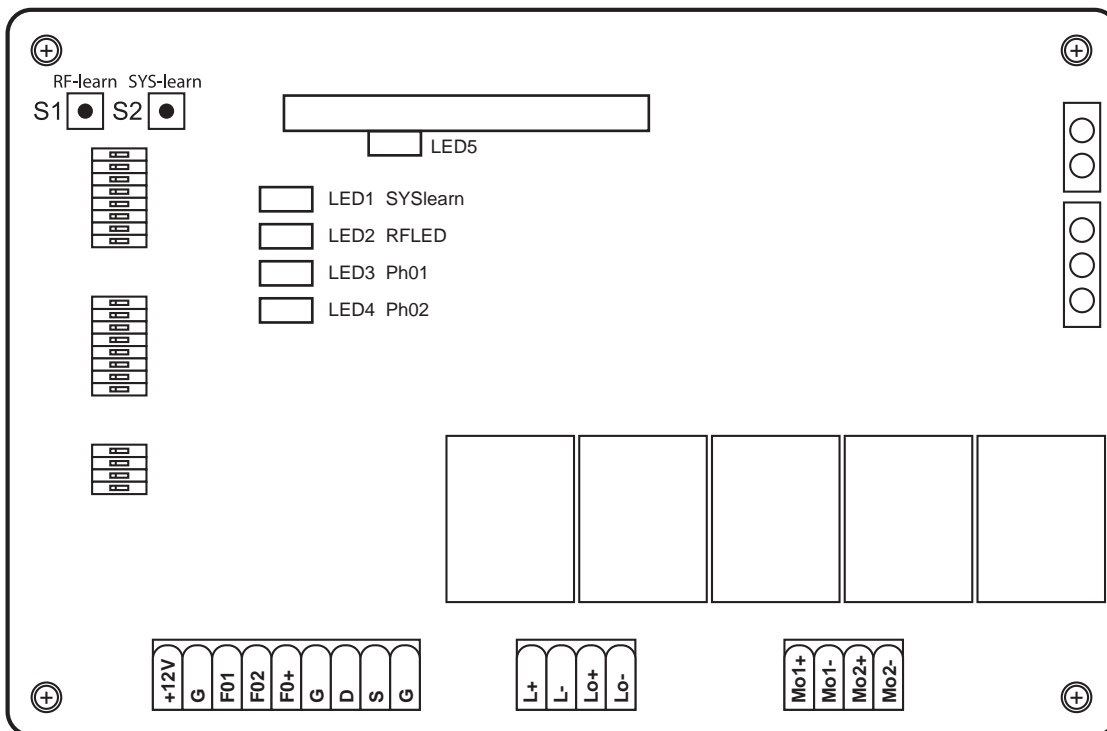 RF-learn SYS-learn
S1 S2
LED5
LED1 SYSlearn
LED2 RFLED
LED3 Ph01
LED4 Ph02
+12V G F01 F02 F0+ G D S G
L+ L- Lo+ Lo-
Mo1+ Mo1- Mo2+ Mo2-